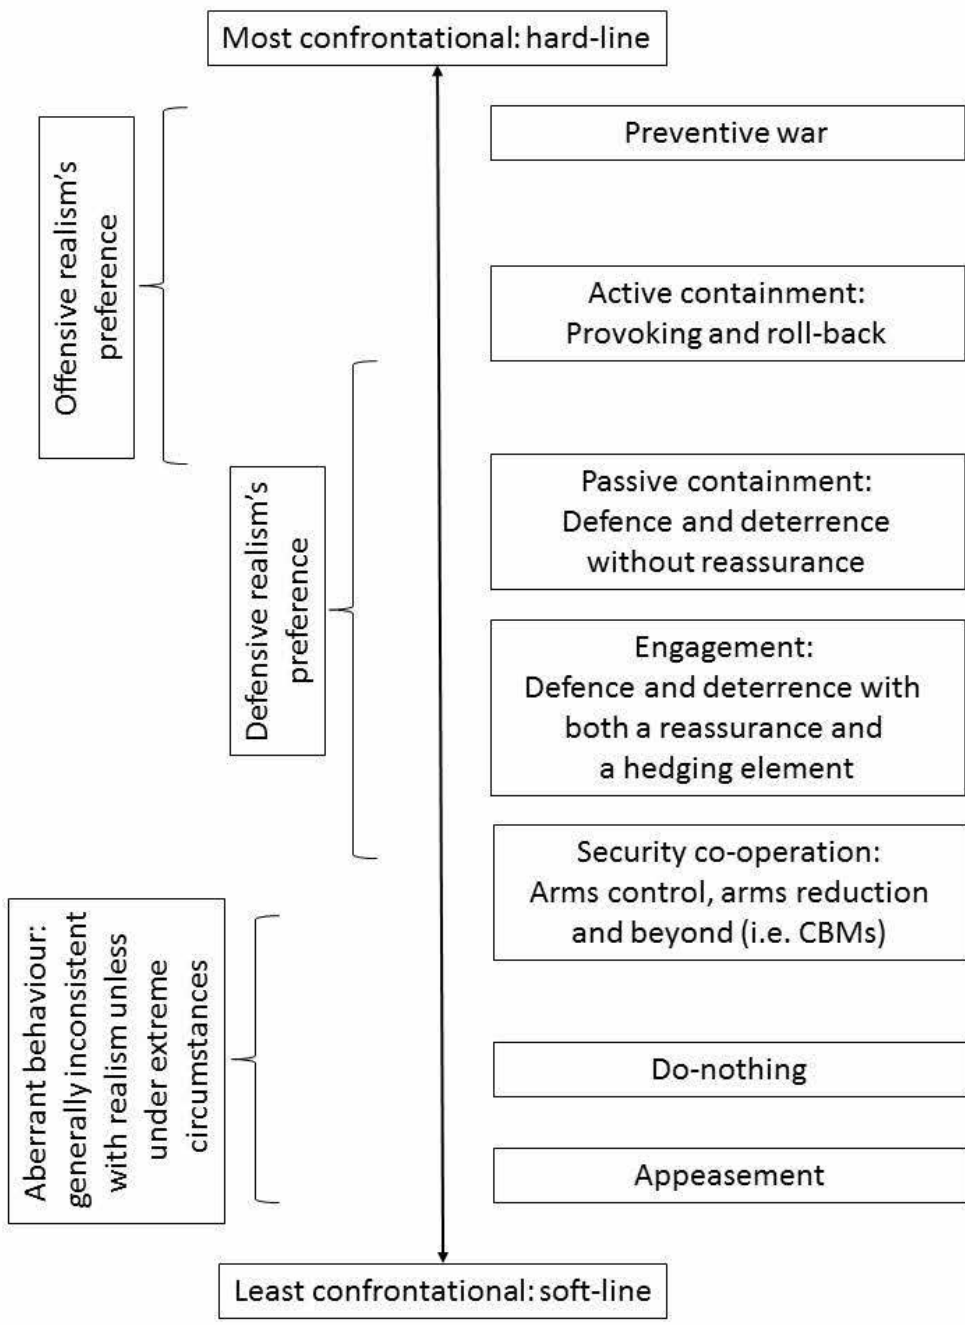 Most confrontational: hard-line
Offensive realism's
preference
Preventive war
Active containment:
Provoking and roll-back
Defensive realism's
preference
Passive containment:
Defence and deterrence
without reassurance
Engagement:
Defence and deterrence with
both a reassurance and
a hedging element
Security co-operation:
Arms control, arms reduction
and beyond (i.e. CBMs)
Aberrant behaviour:
generally inconsistent
with realism unless
under extreme
circumstances
Do-nothing
Appeasement
Least confrontational: soft-line